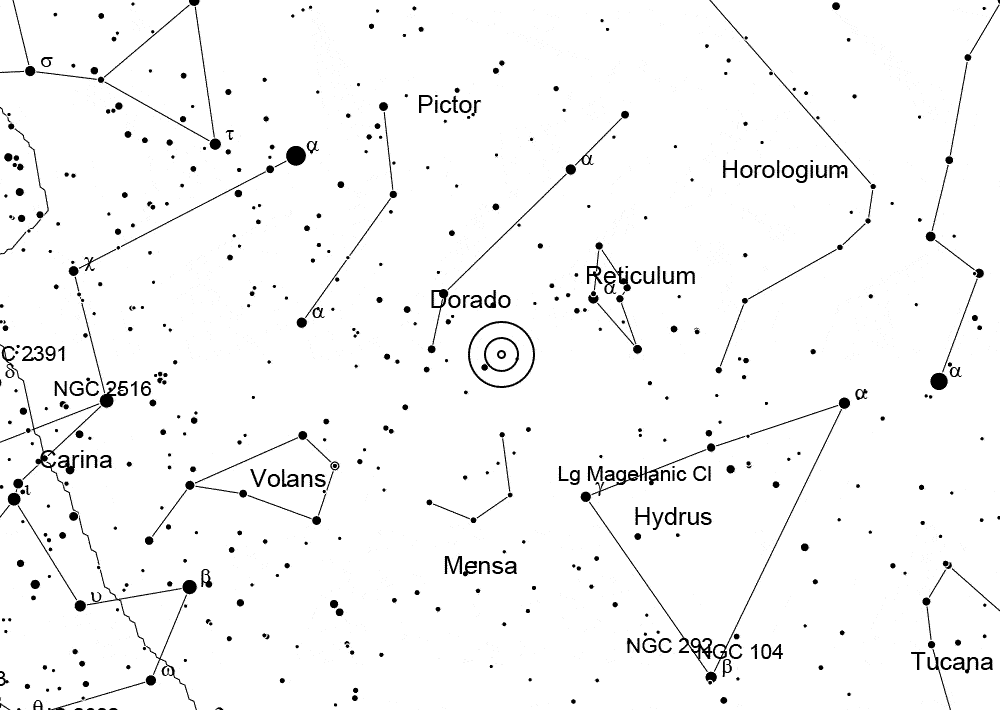 σ
Pictor
τ
α
α
Horologium
χ
Reticulum
α
Dorado
α
C 2391
δ
α
NGC 2516
α
Carina
Volans
Lg Magellanic Cl
γ
ι
Hydrus
Mensa
β
υ
NGC 292
NGC 104
β
Tucana
ω
θ